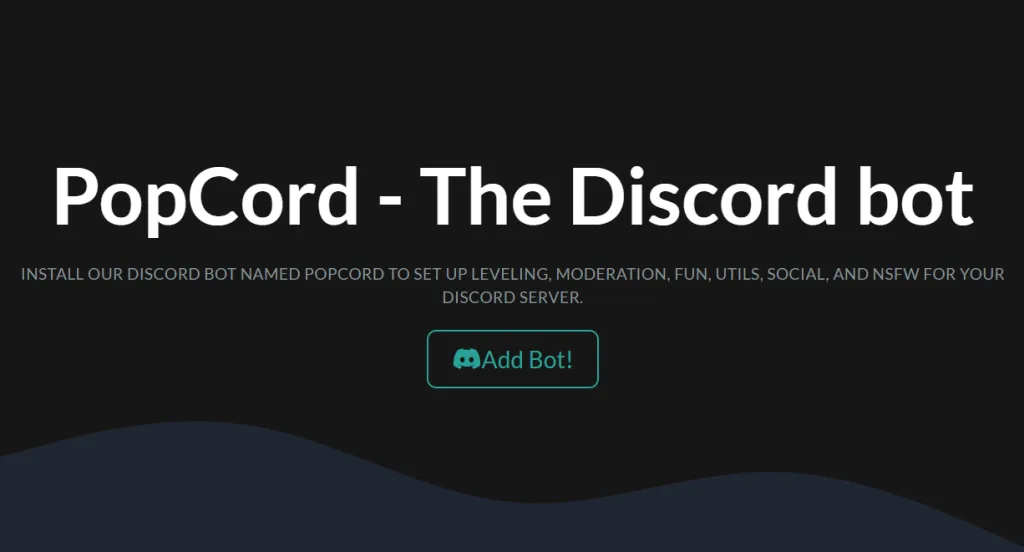 PopCord - The Discord bot
INSTALL OUR DISCORD BOT NAMED POPCORD TO SET UP LEVELING, MODERATION, FUN, UTILS, SOCIAL, AND NSFW FOR YOUR
DISCORD SERVER.
Add Bot!